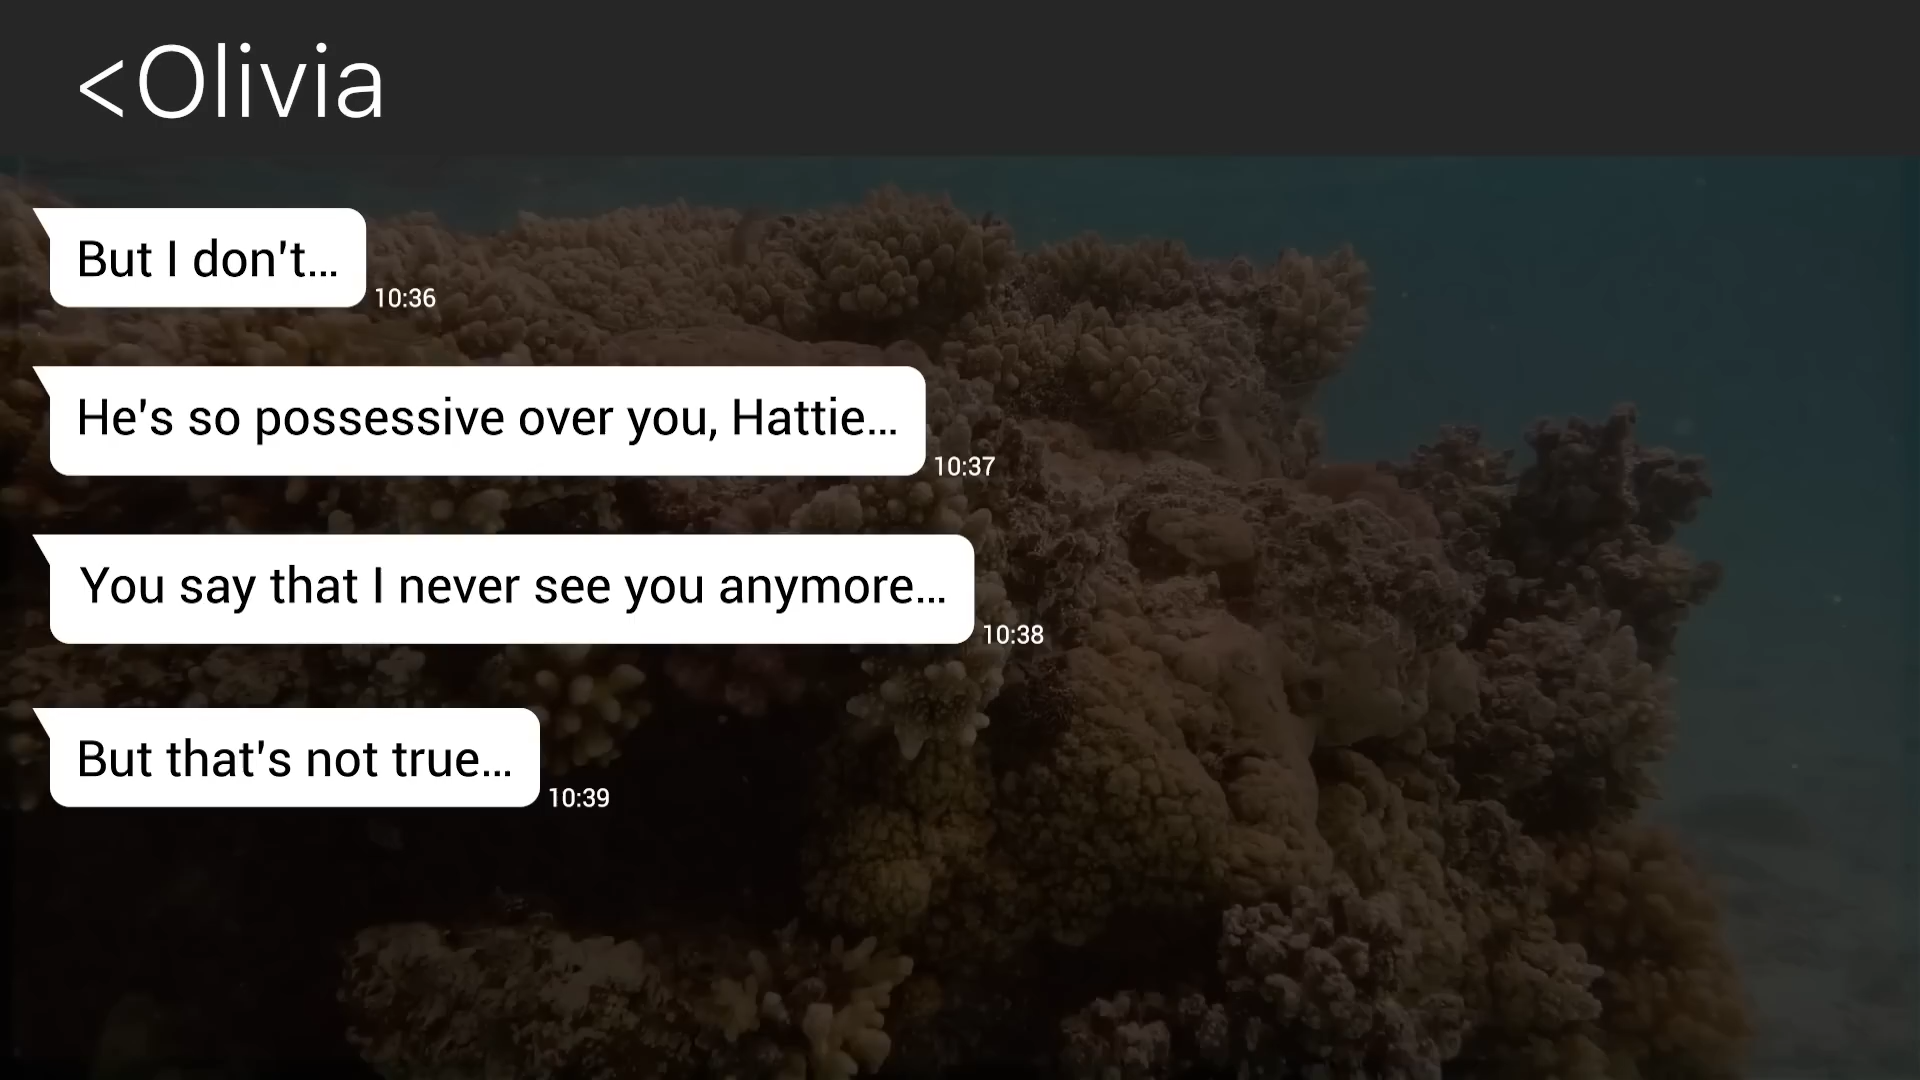 <Olivia
But I don't...
10:36
He's so possessive over you, Hattie...
10:37
You say that I never see you anymore...
10:38
But that's not true...
10:39